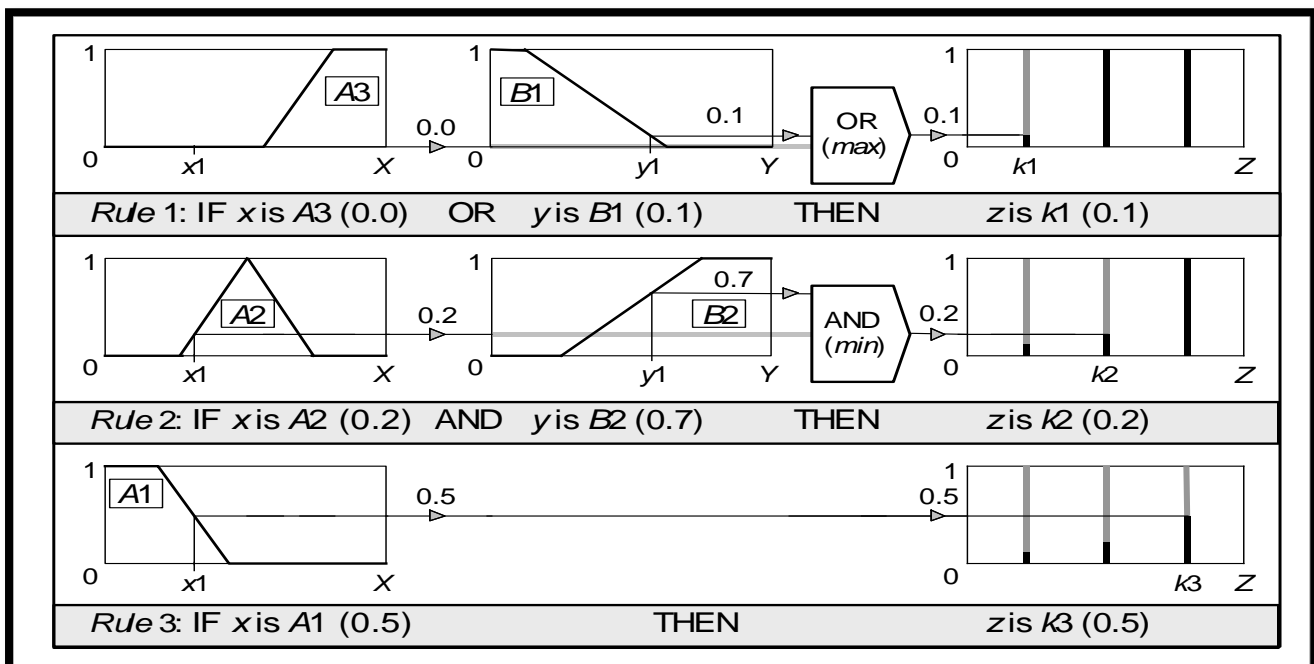 1 1 1
A3 B1 0.1 0.1
0.0 OR
(max)
0 x1 X 0 y1 Y 0 k1 Z
Rule 1: IF x is A3 (0.0) OR y is B1 (0.1) THEN z is k1 (0.1)
1 1 1
0.7
A2 0.2 B2 AND 0.2
(min)
0 x1 X 0 y1 Y 0 k2 Z
Rule 2: IF x is A2 (0.2) AND y is B2 (0.7) THEN z is k2 (0.2)
1 1
A1 0.5 0.5
0 x1 X 0 k3 Z
Rule 3: IF x is A1 (0.5) THEN z is k3 (0.5)